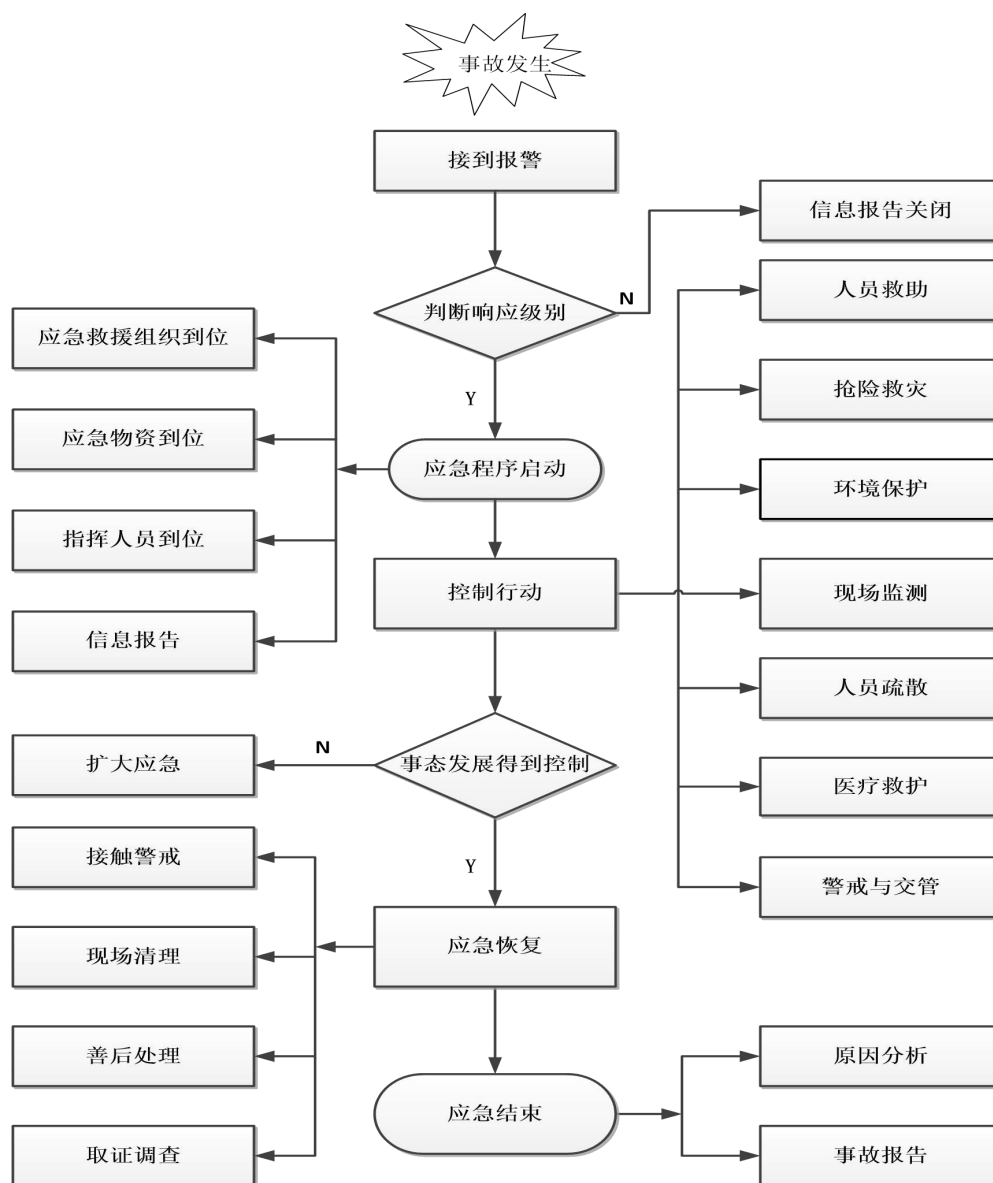 事故发生
接到报警
信息报告关闭
判断响应级别
N
人员救助
应急救援组织到位
抢险救灾
Y
应急物资到位
应急程序启动
环境保护
指挥人员到位
控制行动
现场监测
信息报告
人员疏散
扩大应急
N
事态发展得到控制
医疗救护
接触警戒
Y
警戒与交管
现场清理
应急恢复
善后处理
原因分析
应急结束
取证调查
事故报告